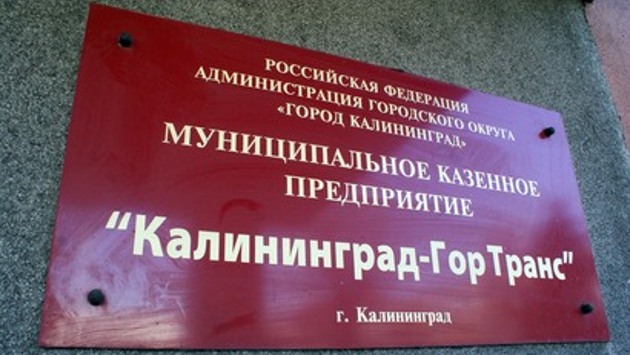 РОССИЙСКАЯ ФЕДЕРАЦИЯ
АДМИНИСТРАЦИЯ ГОРОДСКОГО ОКРУГА
«ГОРОД КАЛИНИНГРАД»
МУНИЦИПАЛЬНОЕ КАЗЕННОЕ
ПРЕДПРИЯТИЕ
“Калининград-ГорТранс”
г. Калининград